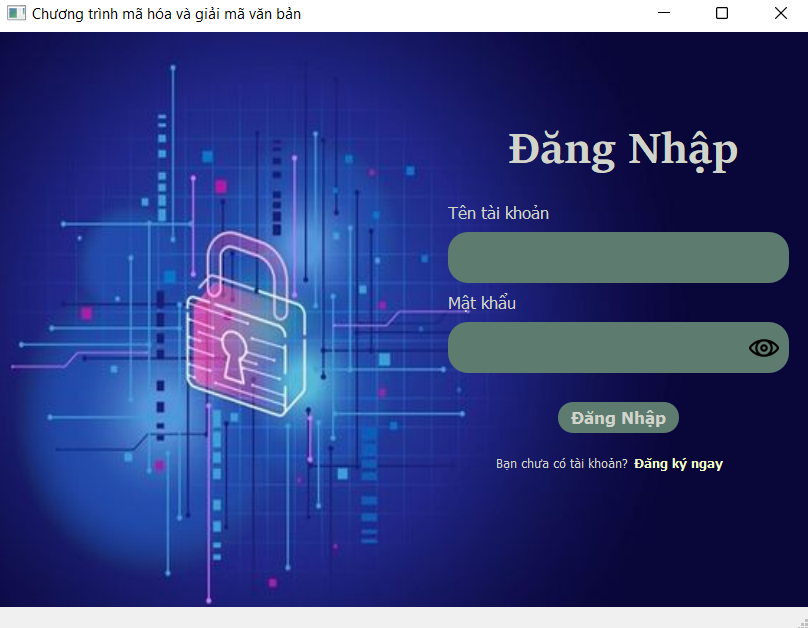 Chương trình mã hóa và giải mã văn bản
Đăng Nhập
Tên tài khoản
Mật khẩu
Đăng Nhập
Bạn chưa có tài khoản? Đăng ký ngay